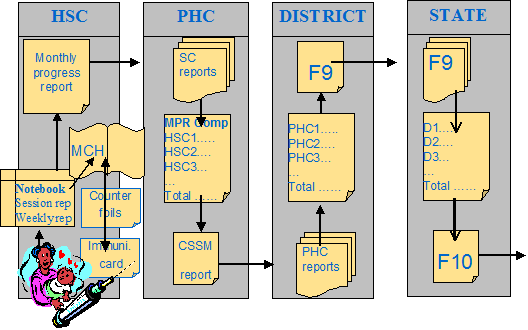 HSC
Monthly
progress
report
MCH
Notebook
Session rep
Weekly rep
Counter
foils
Immuni.
card
PHC
SC
reports
MPR Comp
HSC1.....
HSC2....
HSC3...
...
Total ......
CSSM
report
DISTRICT
F9
PHC1.....
PHC2....
PHC3...
...
Total ......
PHC
reports
STATE
F9
D1....
D2....
D3...
...
Total ......
F10